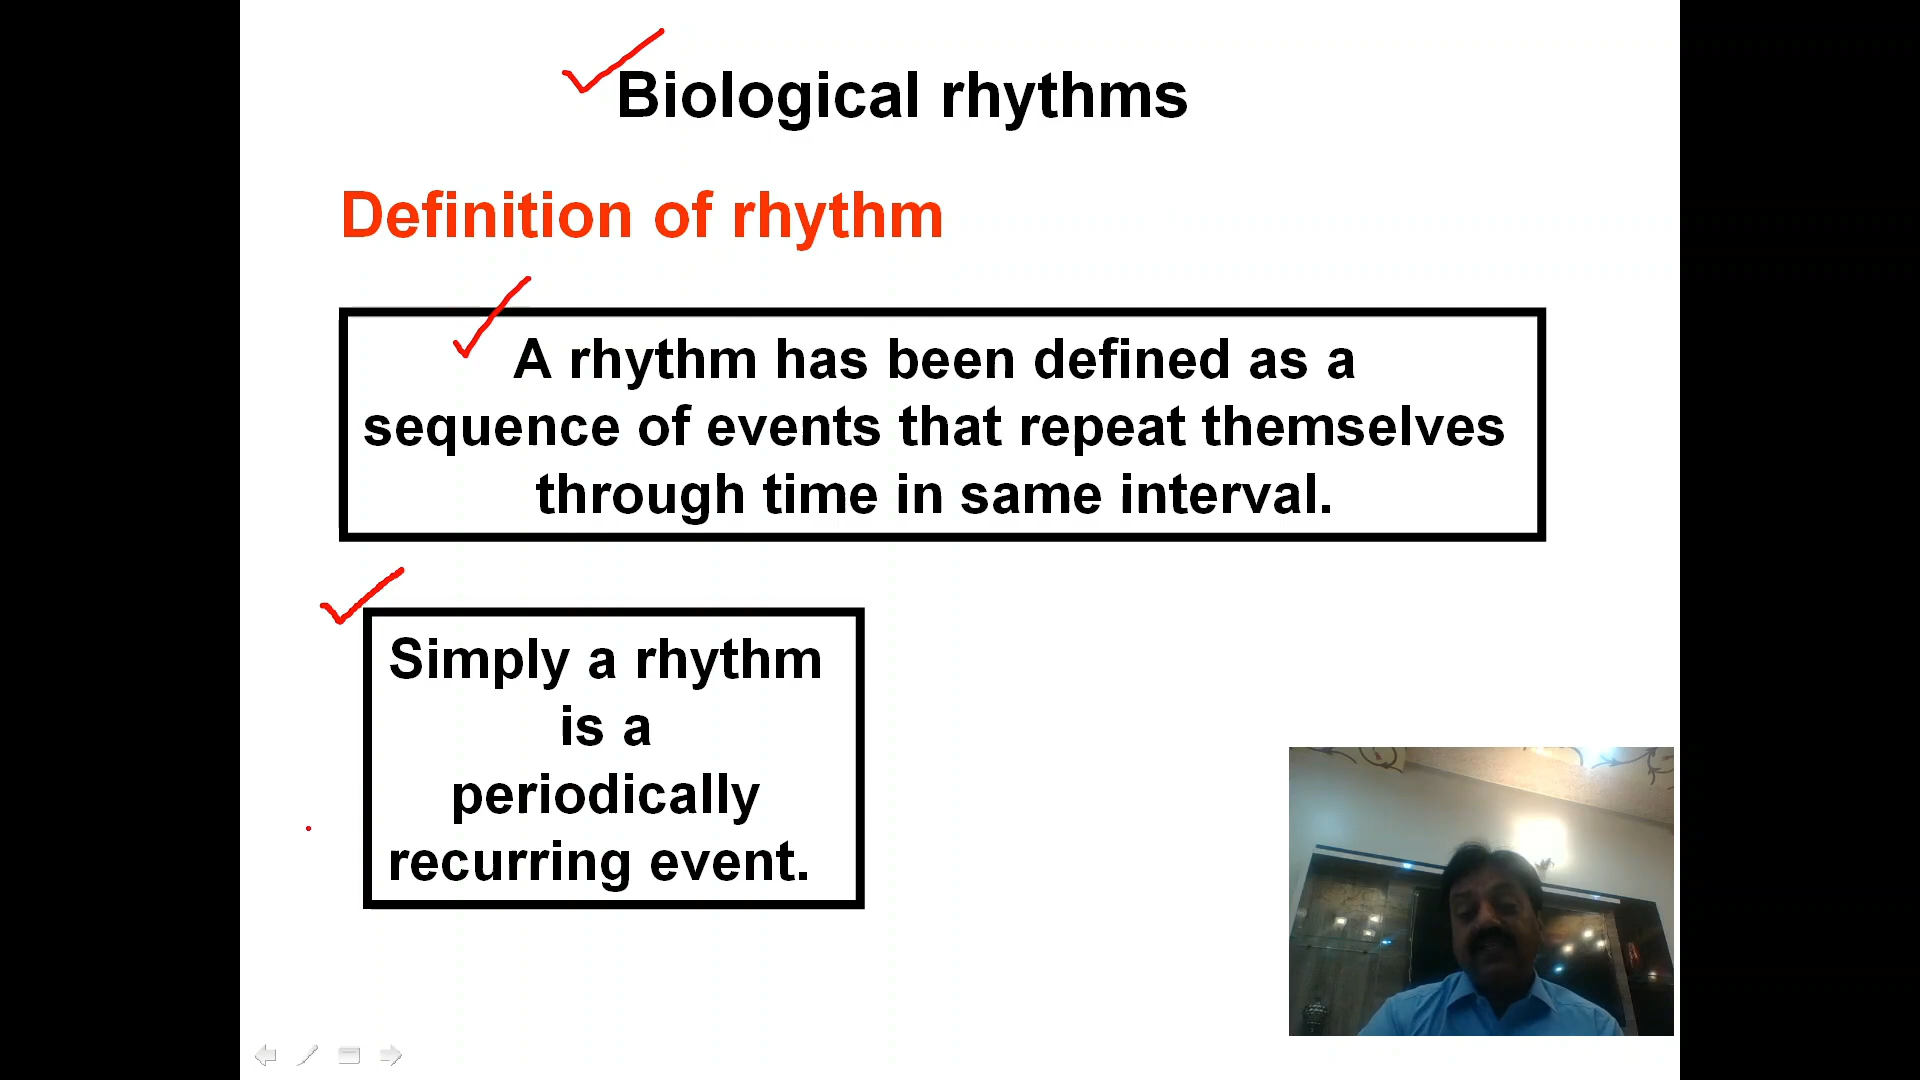 Biological rhythms
Definition of rhythm
A rhythm has been defined as a
sequence of events that repeat themselves
through time in same interval.
Simply a rhythm
is a
periodically
recurring event.